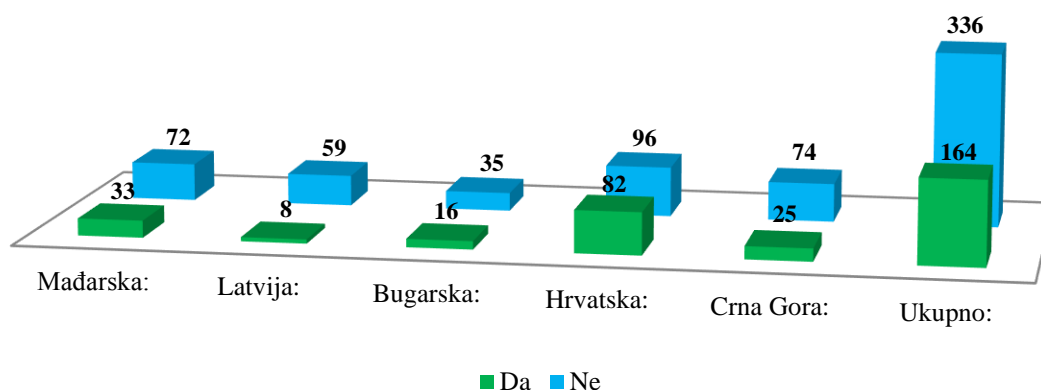 336
72
59
35
96
74
164
33
8
16
82
25
Mađarska:
Latvija:
Bugarska:
Hrvatska:
Crna Gora:
Ukupno:
Da Ne